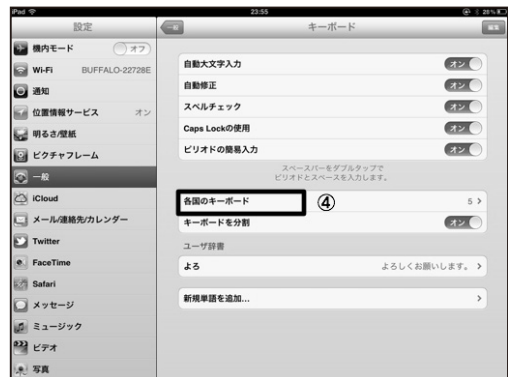 iPad
23:55
28%
設定
機内モード
オフ
Wi-Fi
BUFFALO-22728E
通知
位置情報サービス
オン
明るさ/壁紙
ピクチャフレーム
一般
iCloud
メール/連絡先/カレンダー
Twitter
FaceTime
Safari
メッセージ
ミュージック
ビデオ
写真
一般
キーボード
編集
自動大文字入力
オン
自動修正
オン
スペルチェック
オン
Caps Lockの使用
オン
ピリオドの簡易入力
オン
スペースバーをダブルタップで
ピリオドとスペースを入力します。
各国のキーボード
④
5
キーボードを分割
オン
ユーザ辞書
よろ
よろしくお願いします。
新規単語を追加...